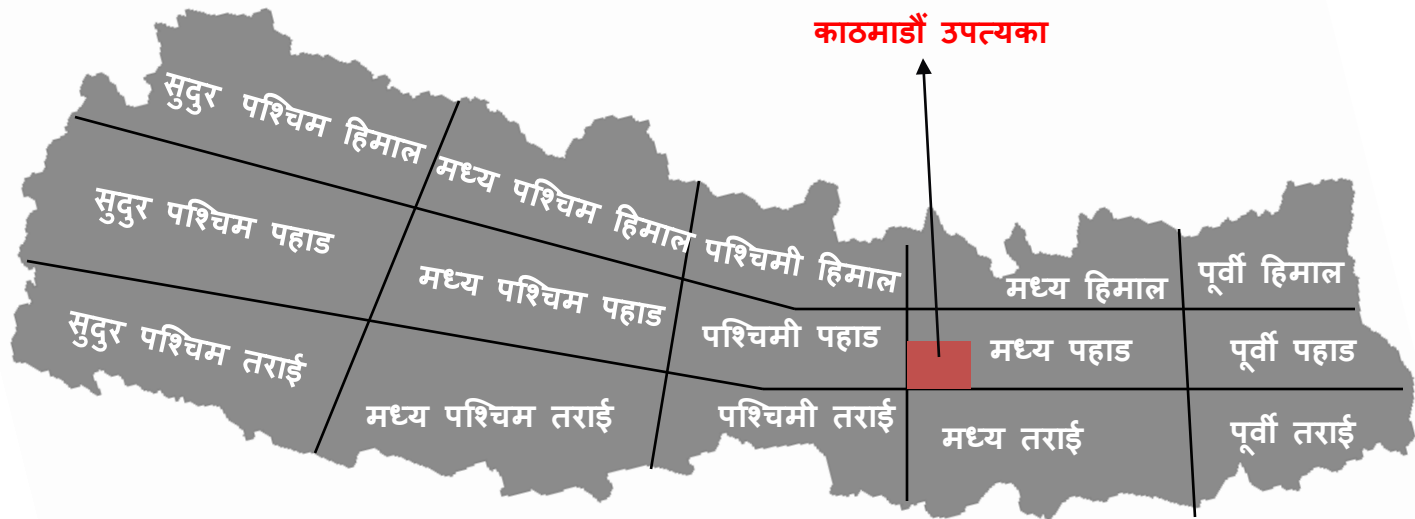 काठमाडौं उपत्यका
सुदुर पश्चिम हिमाल
मध्य पश्चिम हिमाल
पश्चिमी हिमाल
मध्य हिमाल
पूर्वी हिमाल
सुदुर पश्चिम पहाड
मध्य पश्चिम पहाड
पश्चिमी पहाड
मध्य पहाड
पूर्वी पहाड
सुदुर पश्चिम तराई
मध्य पश्चिम तराई
पश्चिमी तराई
मध्य तराई
पूर्वी तराई